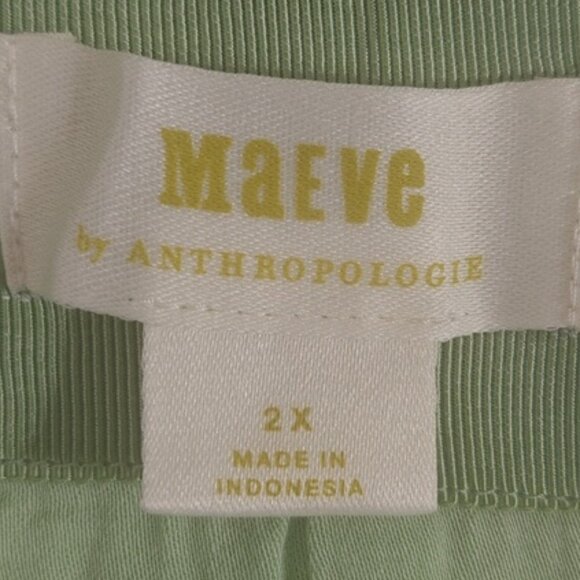 MaEve
by ANTHROPOLOGIE
2X
MADE IN
INDONESIA